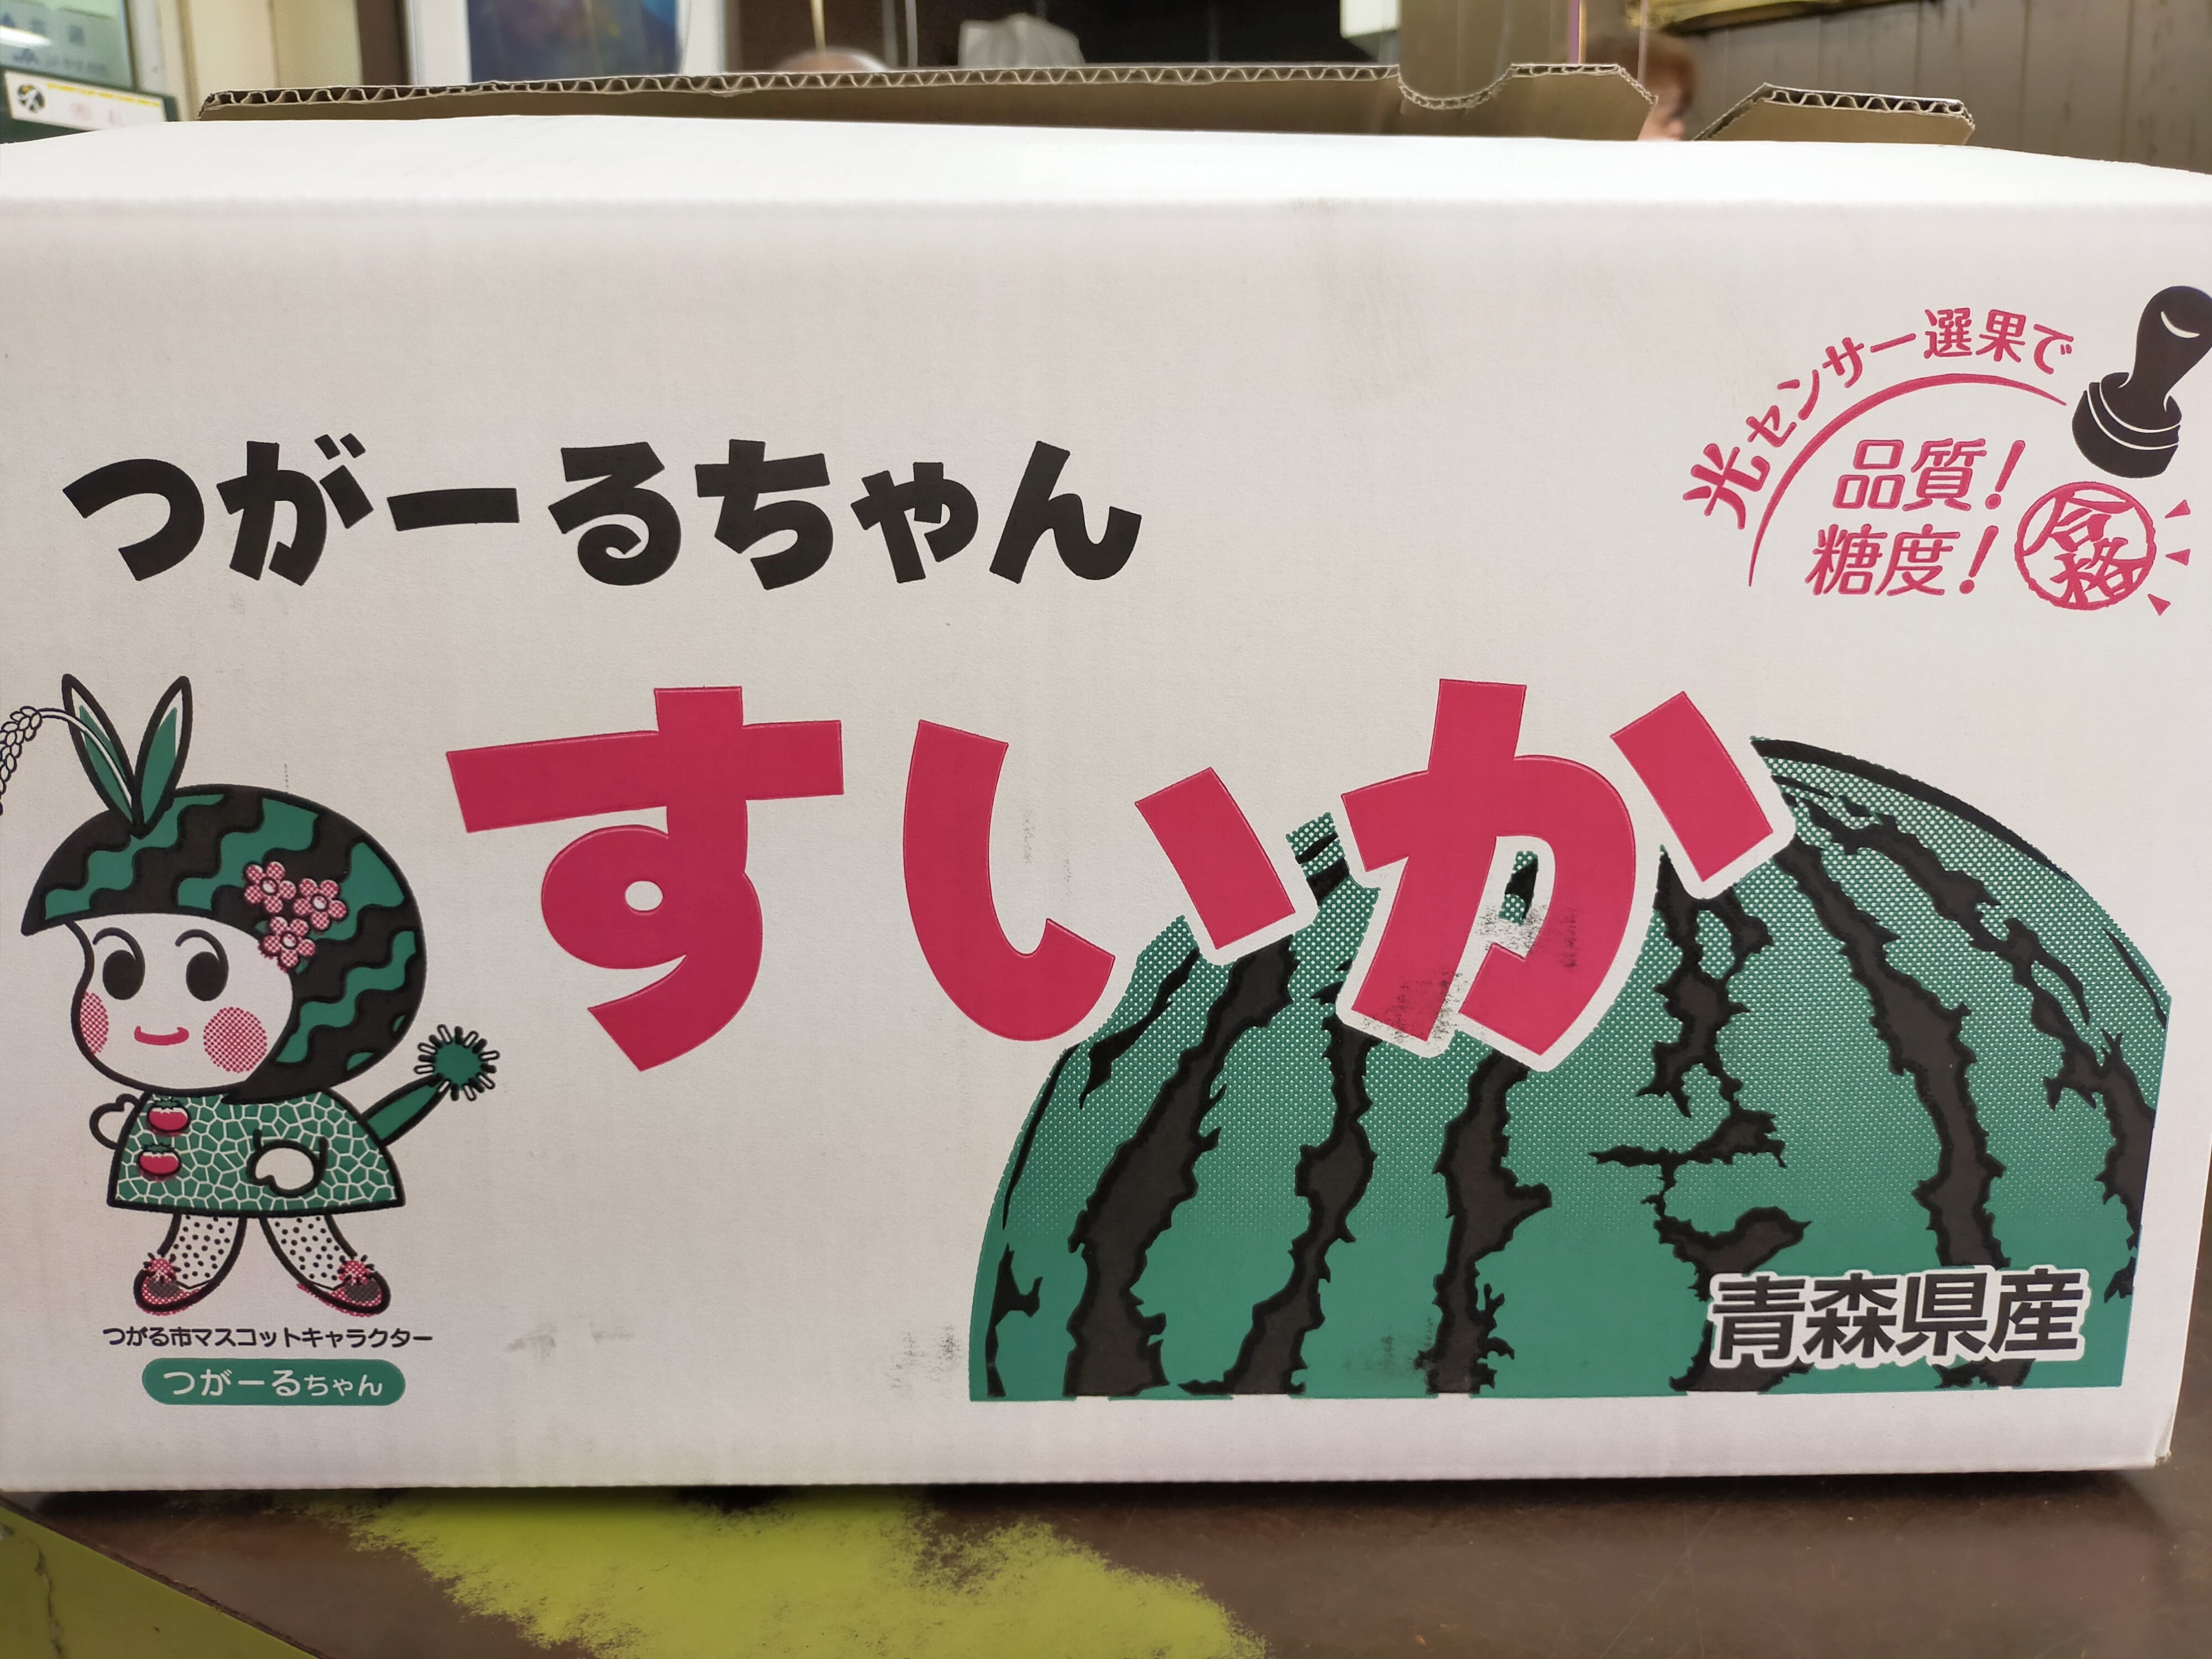 つがーるちゃん
光センサー選果で
品質!
糖度!
合格
すいか
青森県産
つがる市マスコットキャラクター
つがーるちゃん